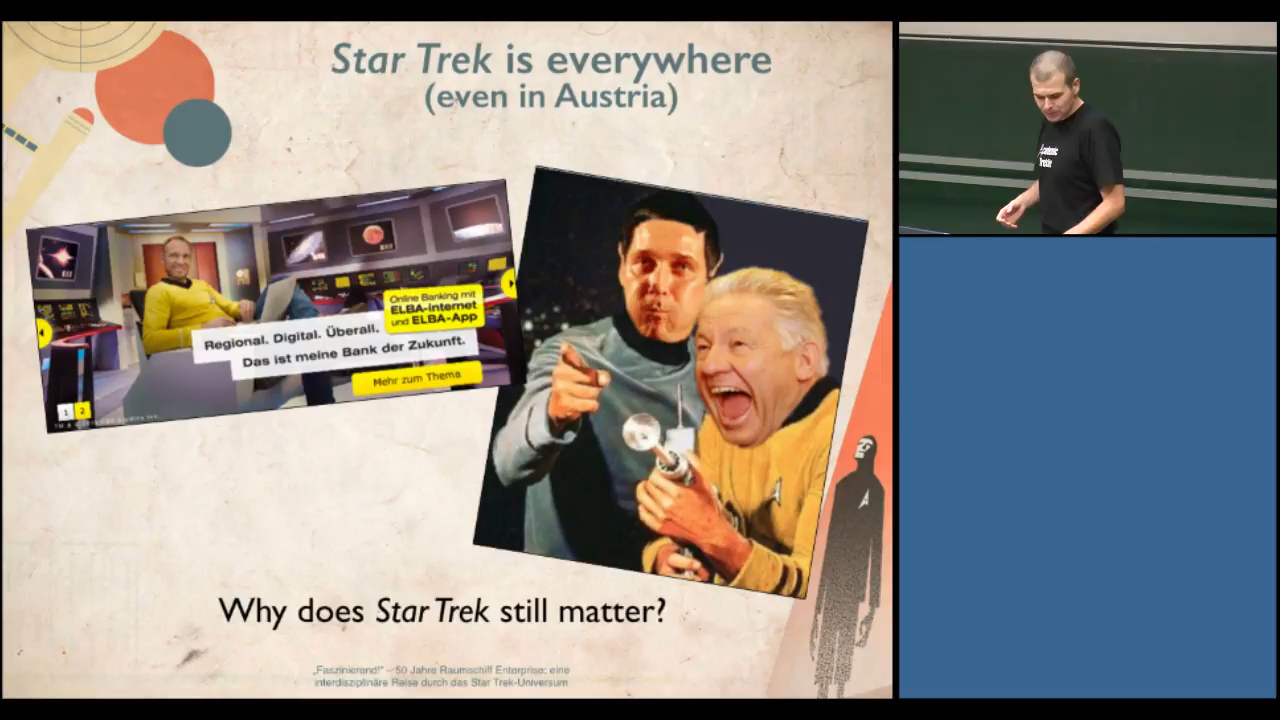 Star Trek is everywhere
(even in Austria)
Online Banking mit
ELBA-internet
und ELBA-App
Regional. Digital. Überall.
Das ist meine Bank der Zukunft.
Mehr zum Thema
1 2
Why does Star Trek still matter?
„Faszinierend!" – 50 Jahre Raumschiff Enterprise: eine
interdisziplinäre Reise durch das Star Trek-Universum